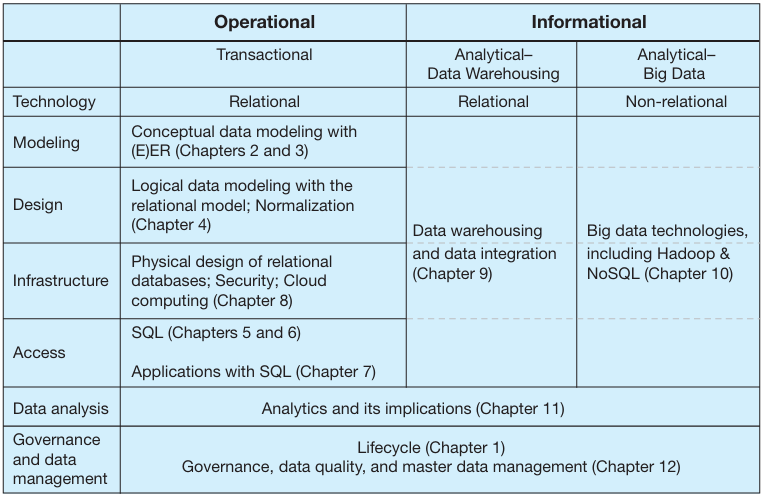 Operational
Informational
Transactional
Analytical–
Data Warehousing
Analytical–
Big Data
Technology
Relational
Relational
Non-relational
Modeling
Conceptual data modeling with
(E)ER (Chapters 2 and 3)
Design
Logical data modeling with the
relational model; Normalization
(Chapter 4)
Infrastructure
Physical design of relational
databases; Security; Cloud
computing (Chapter 8)
Access
SQL (Chapters 5 and 6)
Applications with SQL (Chapter 7)
Data warehousing
and data integration
(Chapter 9)
Big data technologies,
including Hadoop &
NoSQL (Chapter 10)
Data analysis
Analytics and its implications (Chapter 11)
Governance
and data
management
Lifecycle (Chapter 1)
Governance, data quality, and master data management (Chapter 12)